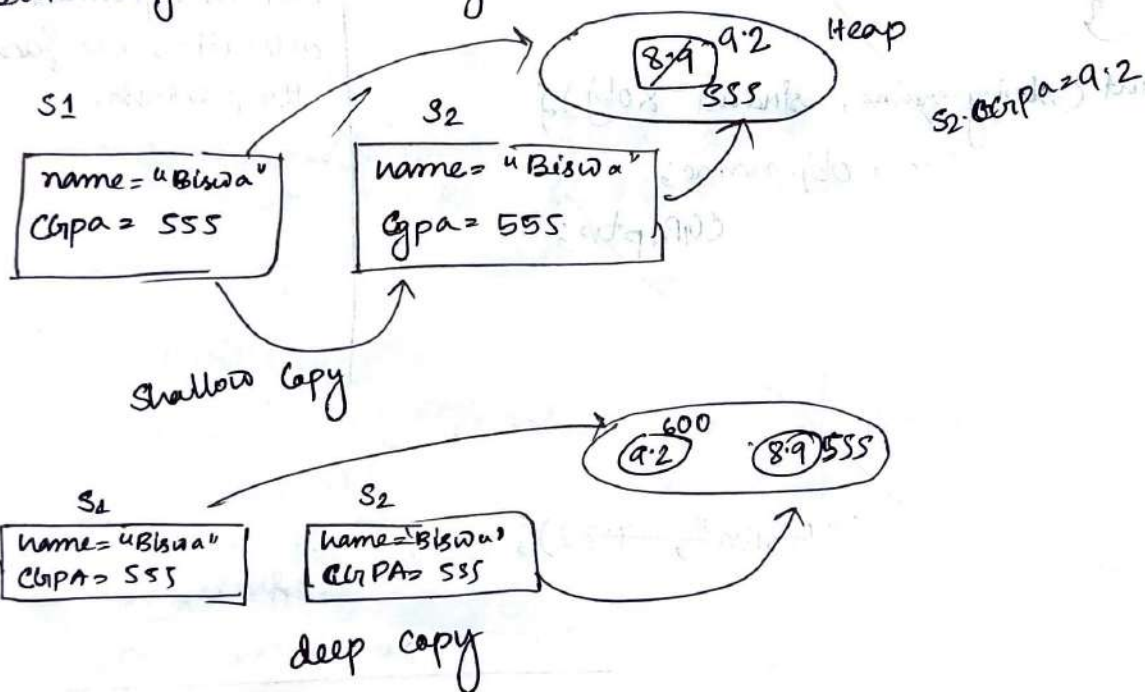 Heap
8.9 9.2
555
S2.CGPA = 9.2
S1
S2
name = "Biswa"
CGPA = 555
name = "Biswa"
Cgpa = 555
Shallow Copy
600
9.2
8.9 555
S1
S2
name = "Biswa"
CGPA = 555
name = "Biswa"
CGPA = 555
deep copy